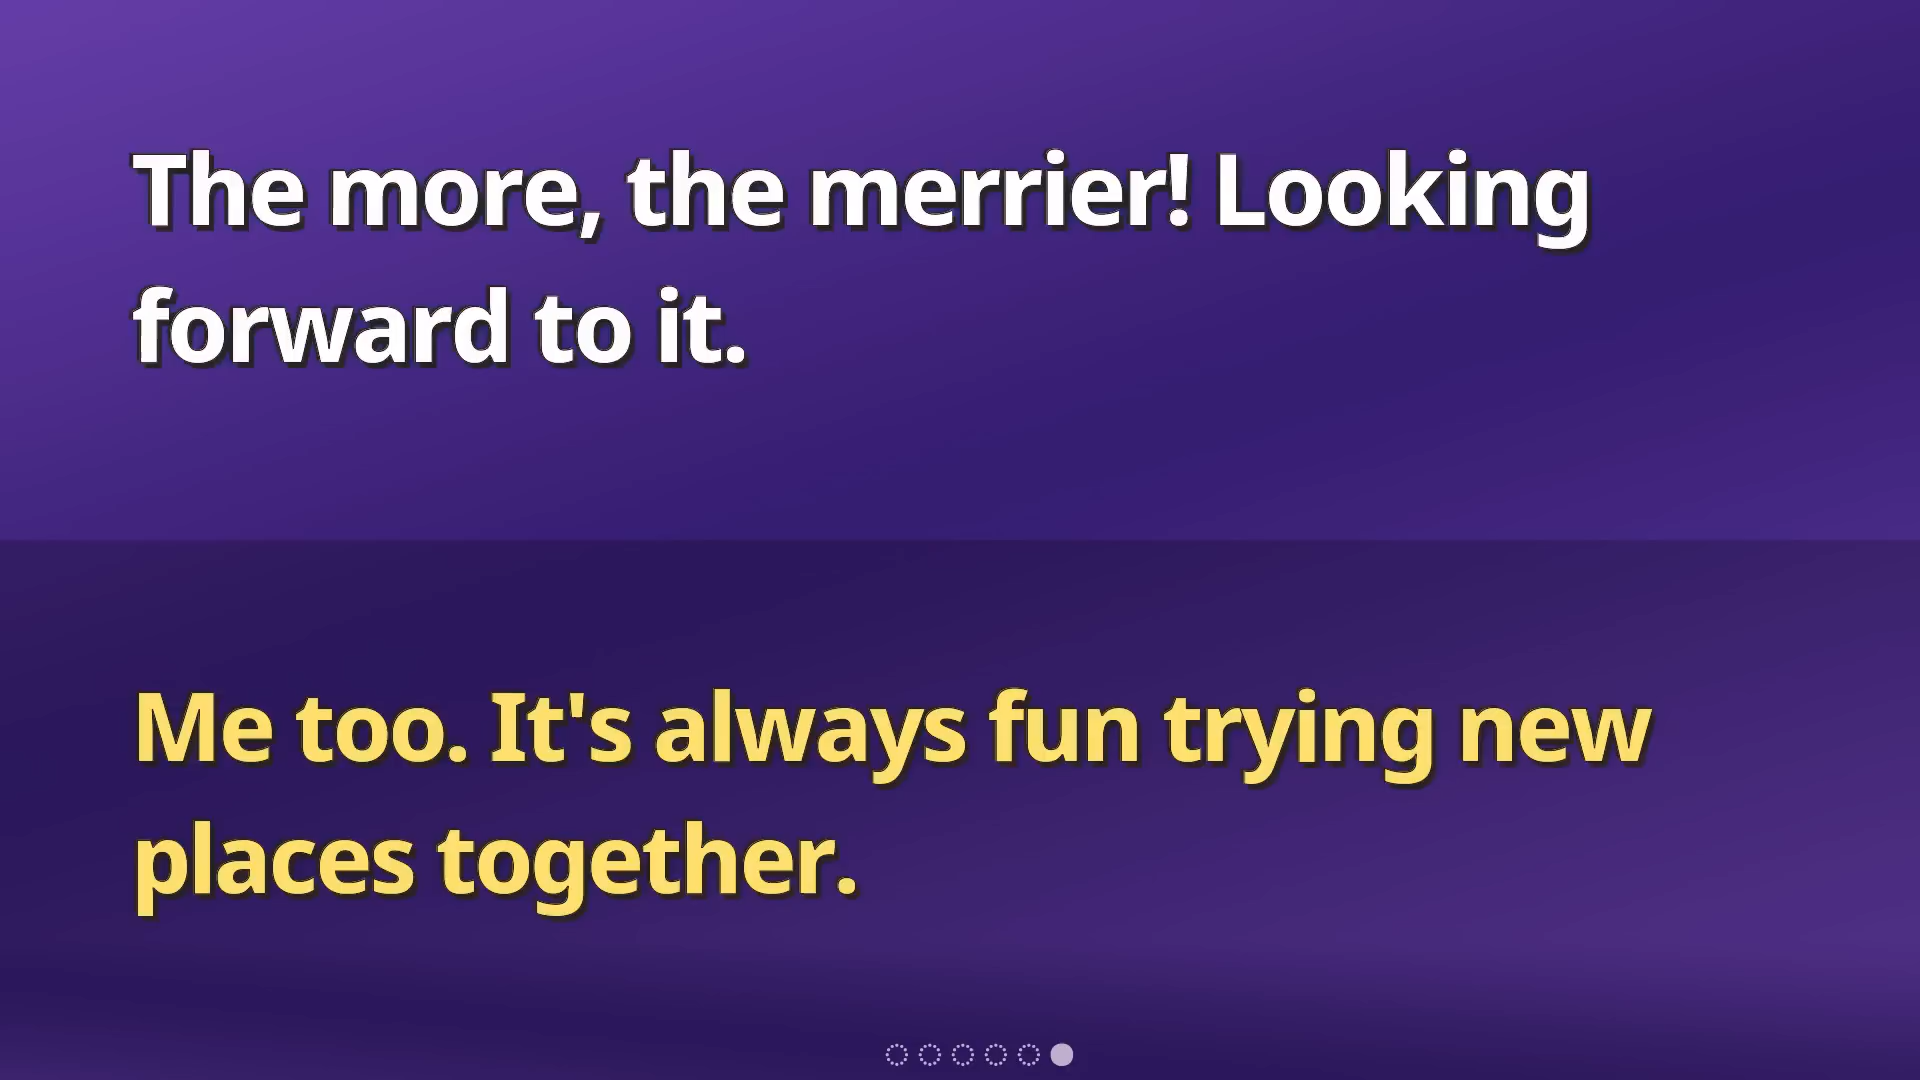 The more, the merrier! Looking
forward to it.
Me too. It's always fun trying new
places together.